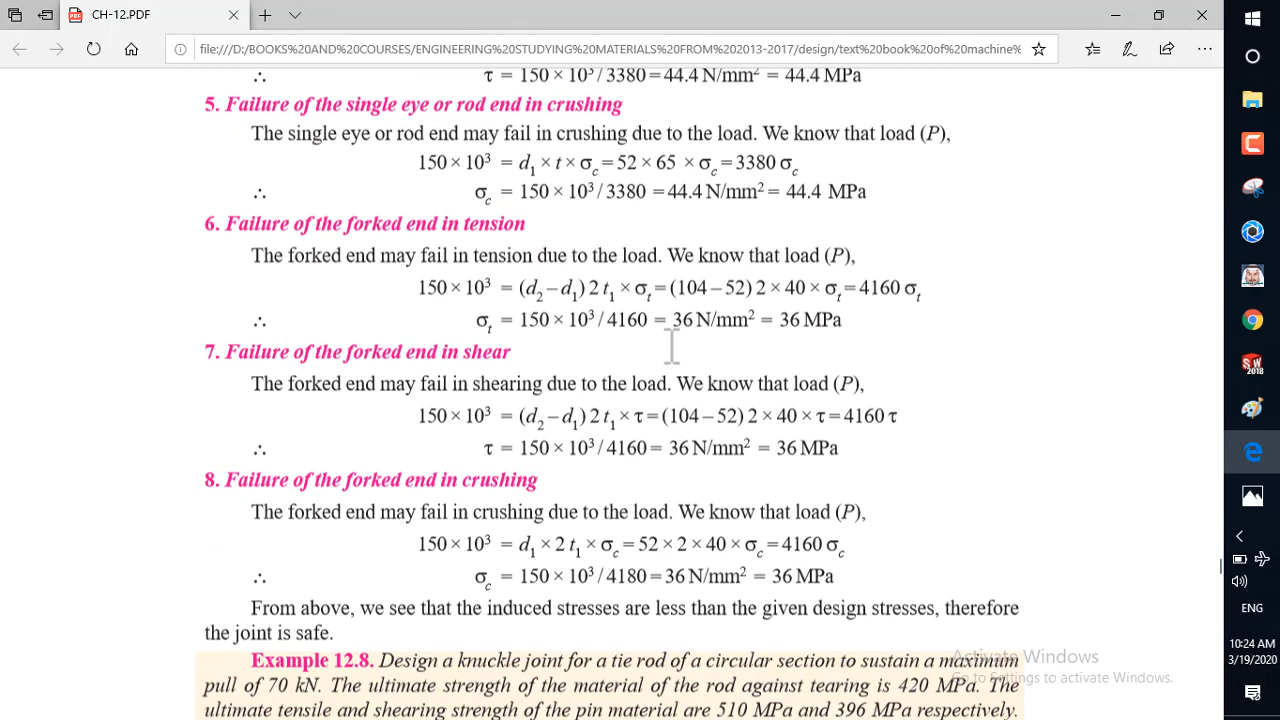 CH-12.PDF
file:///D:/BOOKS%20AND%20COURSES/ENGINEERING%20STUDYING%20MATERIALS%20FROM%202013-2017/design/text%20book%20of%20machine%
∴ τ = 150 × 10³ / 3380 = 44.4 N/mm² = 44.4 MPa
5. Failure of the single eye or rod end in crushing
The single eye or rod end may fail in crushing due to the load. We know that load (P),
150 × 10³ = d₁ × t × σc = 52 × 65 × σc = 3380 σc
∴ σc = 150 × 10³ / 3380 = 44.4 N/mm² = 44.4 MPa
6. Failure of the forked end in tension
The forked end may fail in tension due to the load. We know that load (P),
150 × 10³ = (d₂ – d₁) 2 t₁ × σt = (104 – 52) 2 × 40 × σt = 4160 σt
∴ σt = 150 × 10³ / 4160 = 36 N/mm² = 36 MPa
7. Failure of the forked end in shear
The forked end may fail in shearing due to the load. We know that load (P),
150 × 10³ = (d₂ – d₁) 2 t₁ × τ = (104 – 52) 2 × 40 × τ = 4160 τ
∴ τ = 150 × 10³ / 4160 = 36 N/mm² = 36 MPa
8. Failure of the forked end in crushing
The forked end may fail in crushing due to the load. We know that load (P),
150 × 10³ = d₁ × 2 t₁ × σc = 52 × 2 × 40 × σc = 4160 σc
∴ σc = 150 × 10³ / 4180 = 36 N/mm² = 36 MPa
From above, we see that the induced stresses are less than the given design stresses, therefore
the joint is safe.
Example 12.8. Design a knuckle joint for a tie rod of a circular section to sustain a maximum
pull of 70 kN. The ultimate strength of the material of the rod against tearing is 420 MPa. The
ultimate tensile and shearing strength of the pin material are 510 MPa and 396 MPa respectively.
Activate Windows
Go to Settings to activate Windows.
SW
2018
ENG
10:24 AM
3/19/2020